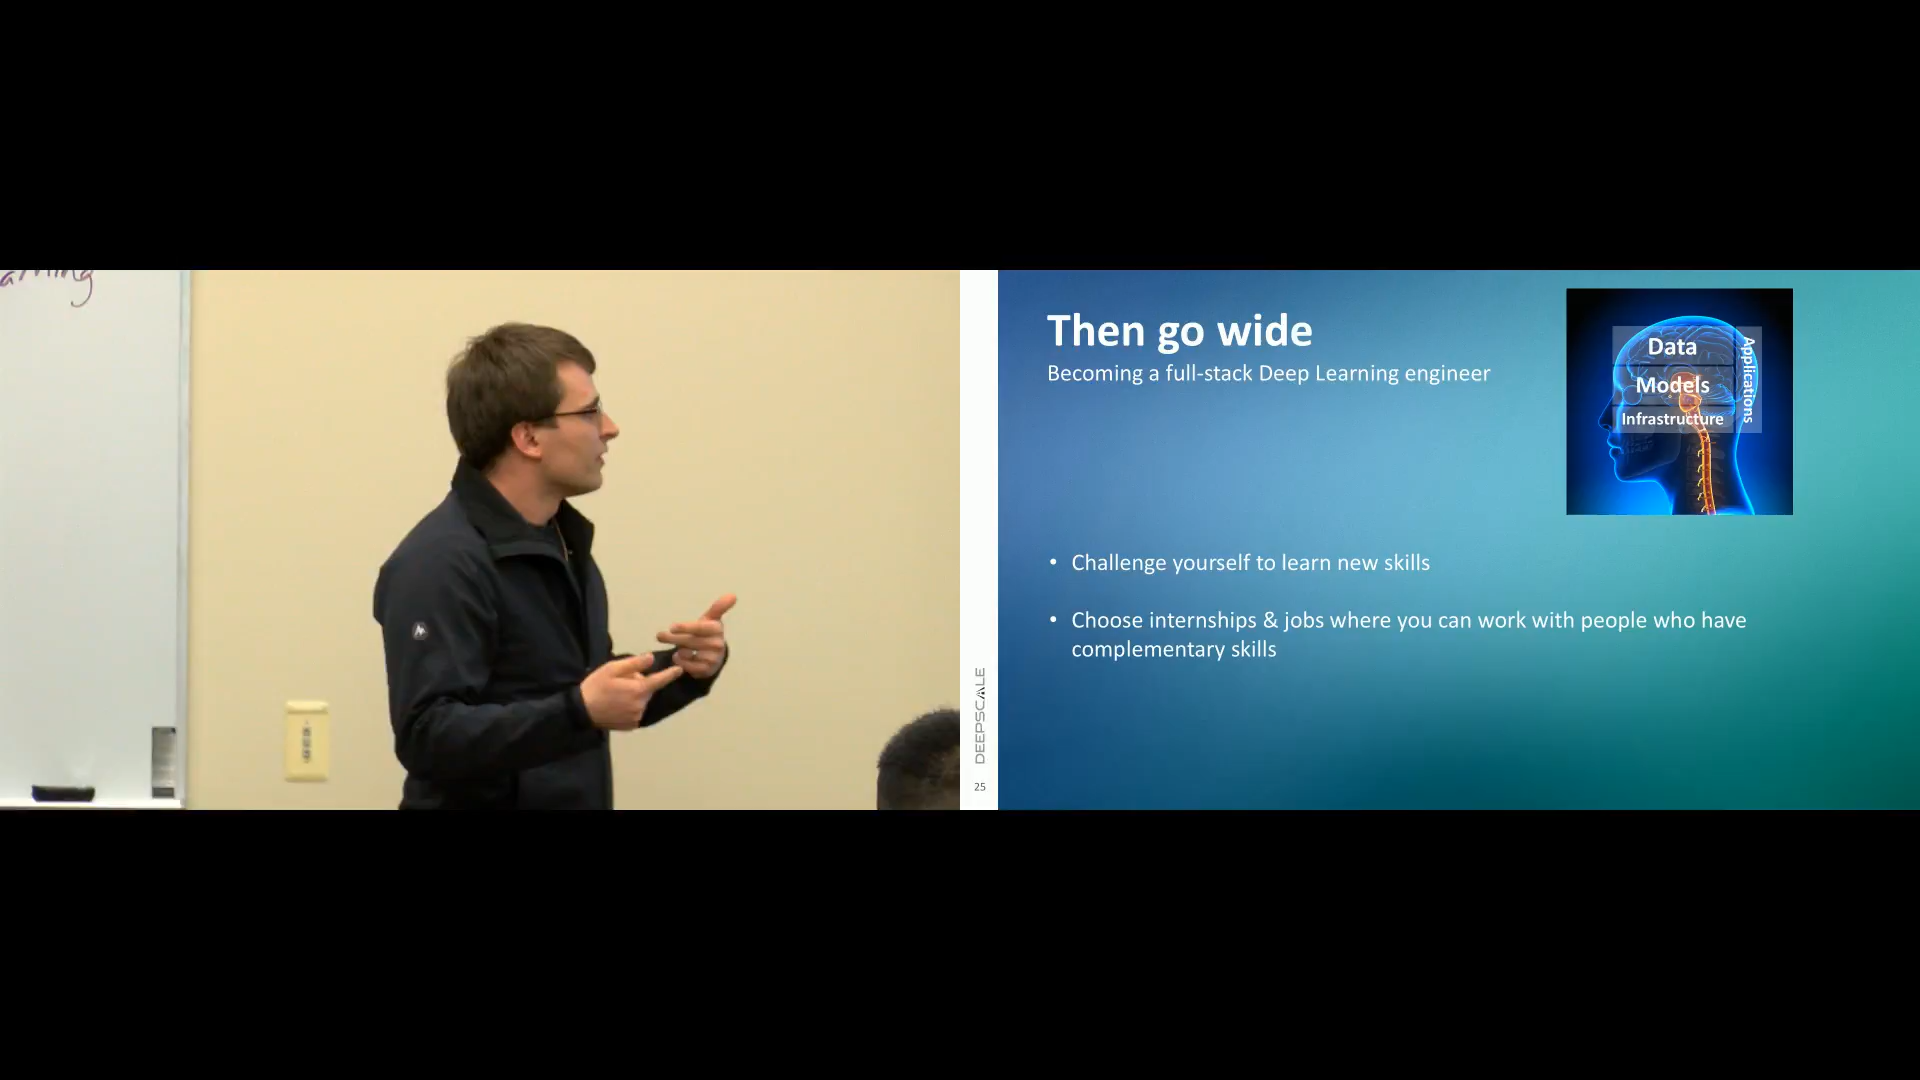 Then go wide
Becoming a full-stack Deep Learning engineer
Data
Models
Infrastructure
Applications
• Challenge yourself to learn new skills
• Choose internships & jobs where you can work with people who have
complementary skills
DEEPSCALE
25